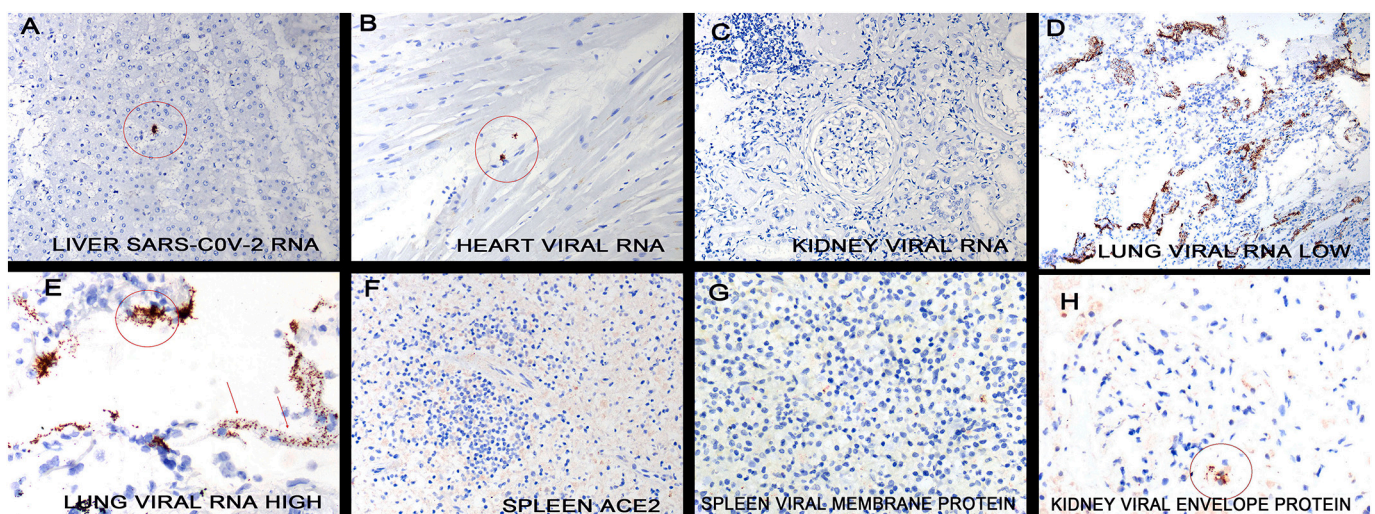 A
LIVER SARS-C0V-2 RNA
B
HEART VIRAL RNA
C
KIDNEY VIRAL RNA
D
LUNG VIRAL RNA LOW
E
LUNG VIRAL RNA HIGH
F
SPLEEN ACE2
G
SPLEEN VIRAL MEMBRANE PROTEIN
H
KIDNEY VIRAL ENVELOPE PROTEIN